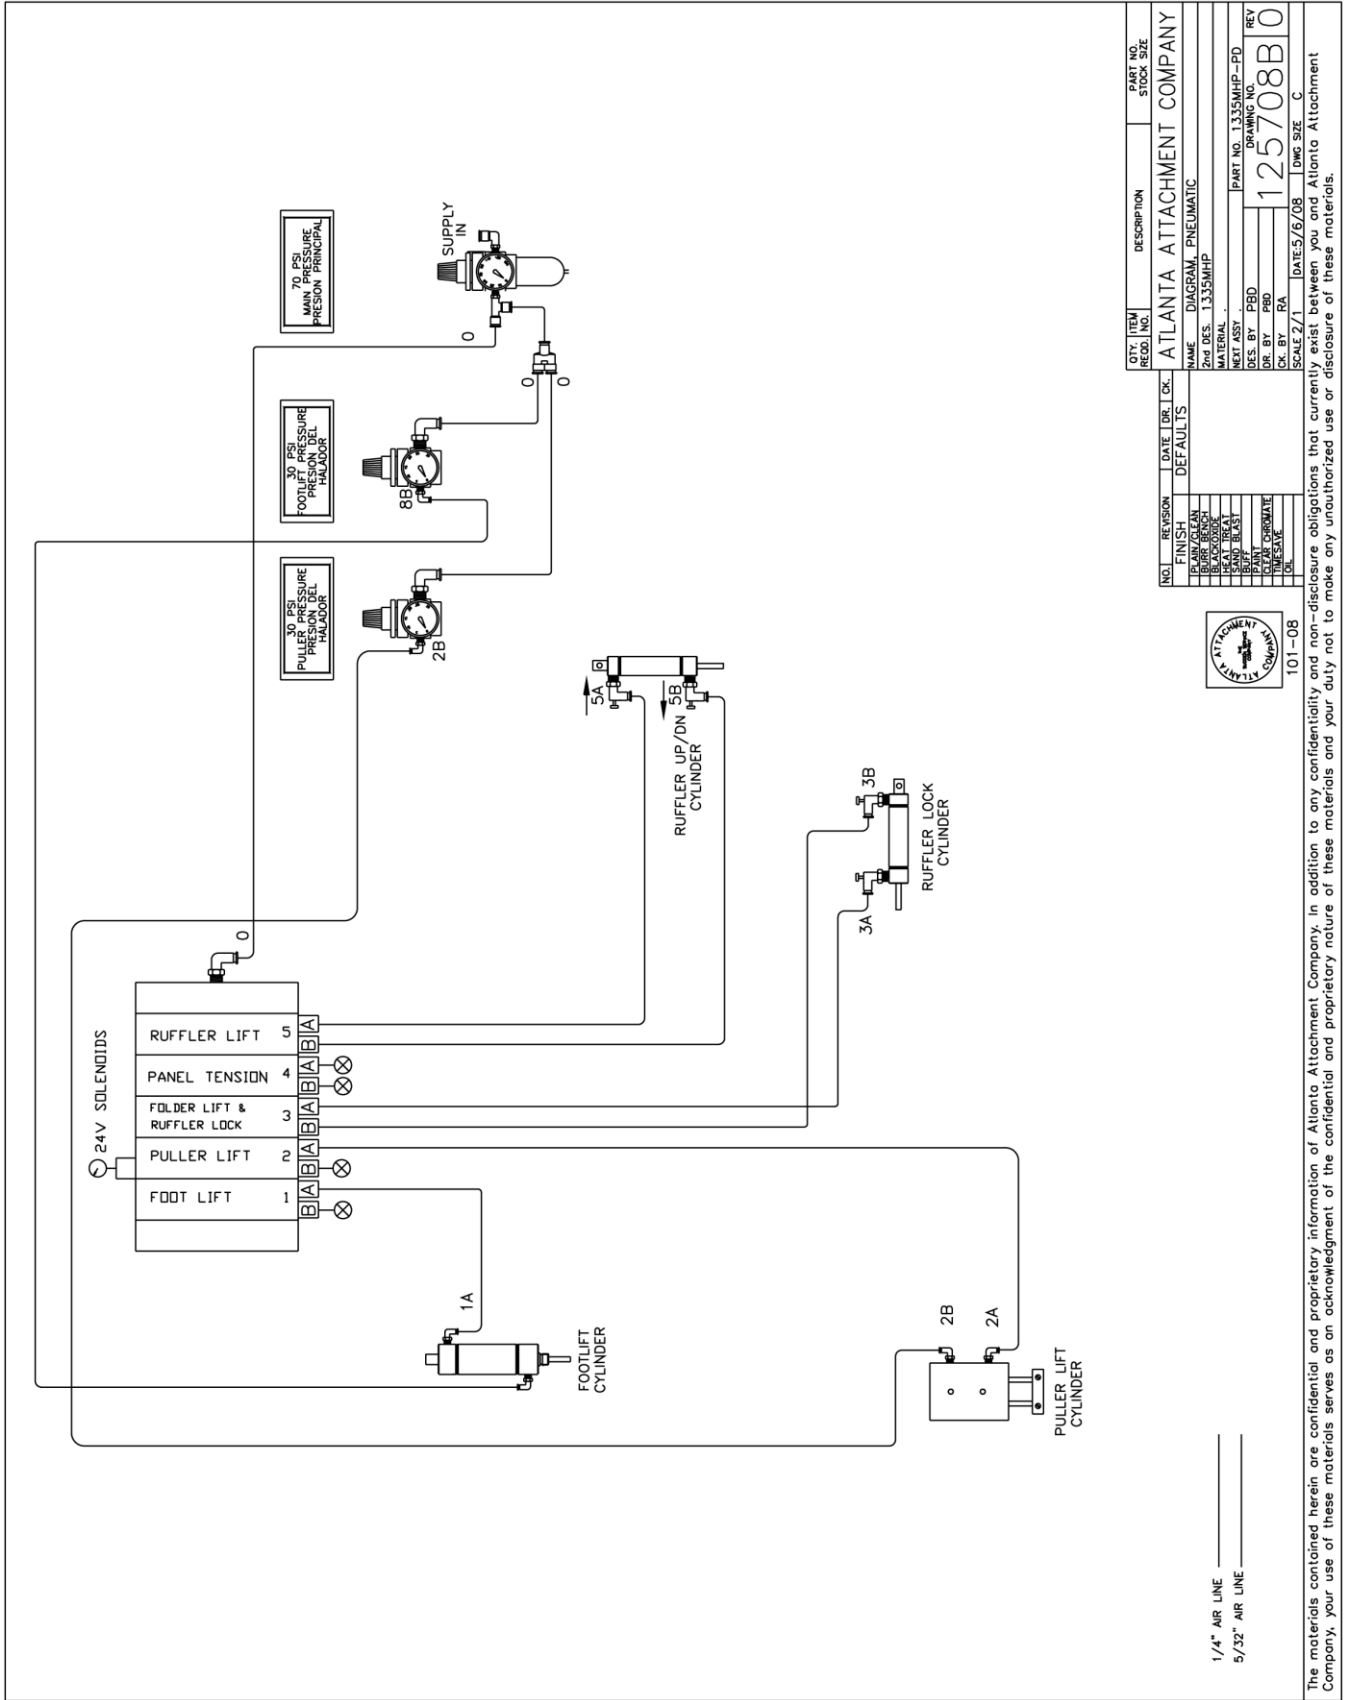 70 PSI
MAIN PRESSURE
PRESION PRINCIPAL
30 PSI
FOOTLIFT PRESSURE
PRESION DEL
HALADOR
30 PSI
PULLER PRESSURE
PRESION DEL
HALADOR
SUPPLY
IN
0
0
0
8B
2B
0
24V SOLENOIDS
RUFFLER LIFT 5
A
B
PANEL TENSION 4
A
B
FOLDER LIFT &
RUFFLER LOCK 3
A
B
PULLER LIFT 2
A
B
FOOT LIFT 1
A
B
5A
5B
RUFFLER UP/DN
CYLINDER
3B
3A
RUFFLER LOCK
CYLINDER
1A
FOOTLIFT
CYLINDER
2B
2A
PULLER LIFT
CYLINDER
1/4" AIR LINE
5/32" AIR LINE
ATLANTA ATTACHMENT COMPANY
101-08
NO. REVISION DATE DR. CK.
FINISH DEFAULTS
PLAIN/CLEAN
BURR BENCH
BLACKOXIDE
HEAT TREAT
SAND BLAST
BUFF
PAINT
CLEAR CHROMATE
TIMESAVE
OIL
QTY. REQD. ITEM NO. DESCRIPTION PART NO. STOCK SIZE
ATLANTA ATTACHMENT COMPANY
NAME DIAGRAM, PNEUMATIC
2nd DES. 1335MHP
MATERIAL .
NEXT ASSY . PART NO. 1335MHP-PD
DES. BY PBD DRAWING NO. REV
DR. BY PBD 125708B 0
CK. BY RA
SCALE 2/1 DATE:5/6/08 DWG SIZE C
The materials contained herein are confidential and proprietary information of Atlanta Attachment Company. In addition to any confidentiality and non-disclosure obligations that currently exist between you and Atlanta Attachment
Company, your use of these materials serves as an acknowledgment of the confidential and proprietary nature of these materials and your duty not to make any unauthorized use or disclosure of these materials.